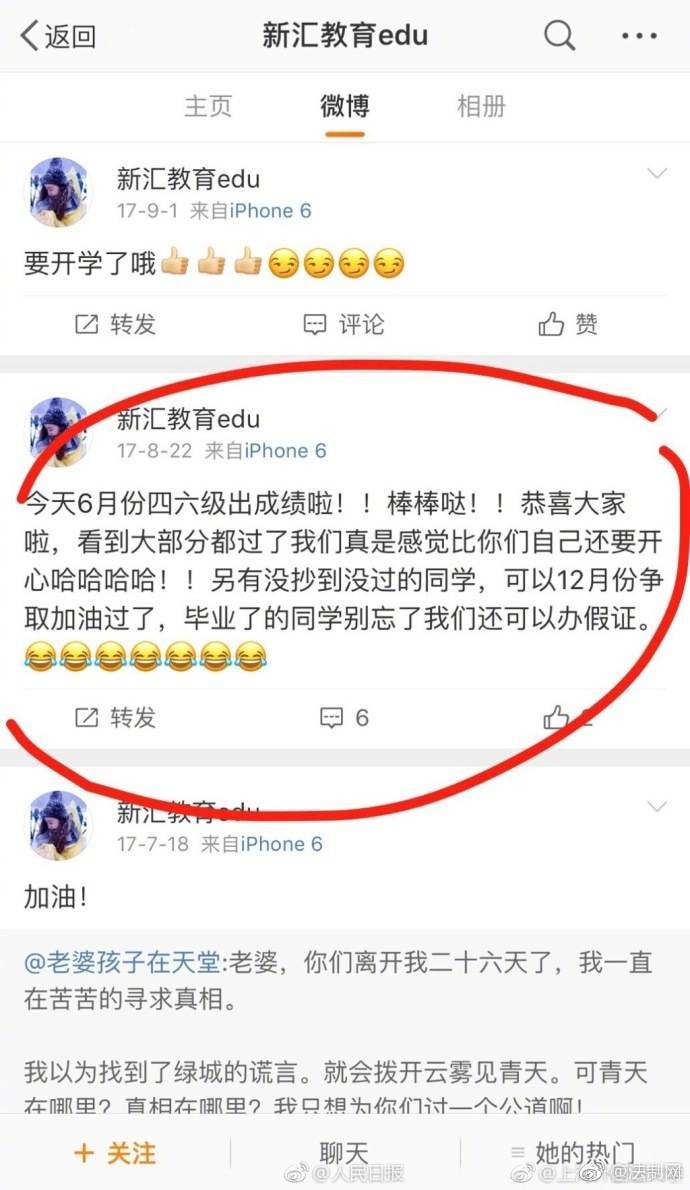 返回
新汇教育edu
主页 微博 相册
新汇教育edu
17-9-1 来自iPhone 6
要开学了哦
转发 评论 赞
新汇教育edu
17-8-22 来自iPhone 6
今天6月份四六级出成绩啦！！棒棒哒！！恭喜大家
啦，看到大部分都过了我们真是感觉比你们自己还要开
心哈哈哈哈！！另有没抄到没过的同学，可以12月份争
取加油过了，毕业了的同学别忘了我们还可以办假证。
转发 6
新汇教育edu
17-7-18 来自iPhone 6
加油！
@老婆孩子在天堂:老婆，你们离开我二十六天了，我一直
在苦苦的寻求真相。
我以为找到了绿城的谎言。就会拨开云雾见青天。可青天
在哪里？真相在哪里？我只想为你们讨一个公道啊！
+ 关注 聊天 她的热门
@人民日报
@法制网